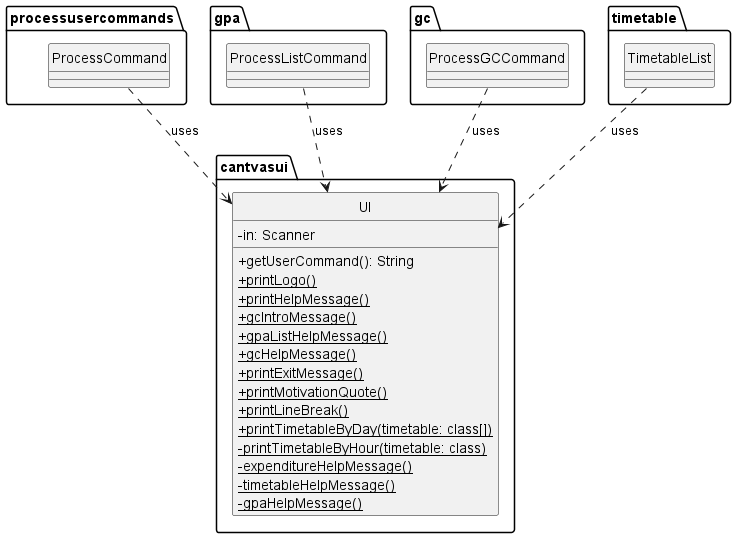 processusercommands
gpa
gc
timetable
ProcessCommand
ProcessListCommand
ProcessGCCommand
TimetableList
uses
uses
uses
uses
cantvasui
UI
-in: Scanner
+getUserCommand(): String
+printLogo()
+printHelpMessage()
+gcIntroMessage()
+gpaListHelpMessage()
+gcHelpMessage()
+printExitMessage()
+printMotivationQuote()
+printLineBreak()
+printTimetableByDay(timetable: class[])
-printTimetableByHour(timetable: class)
-expenditureHelpMessage()
-timetableHelpMessage()
-gpaHelpMessage()